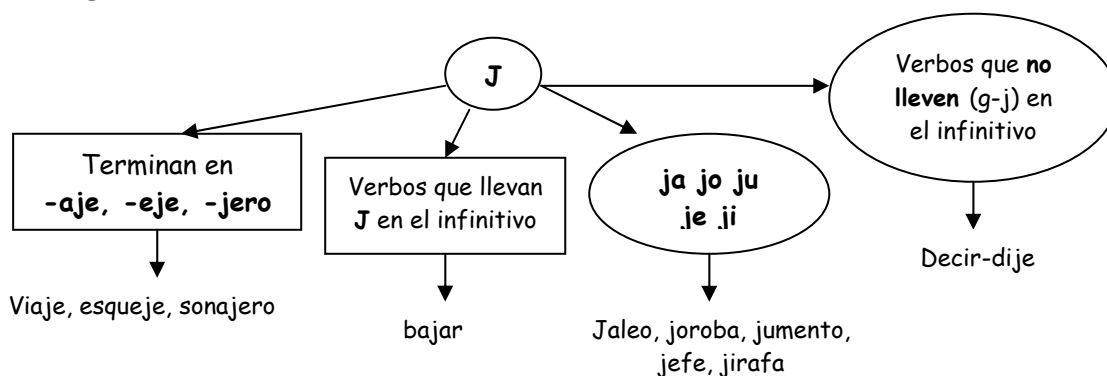 J
Terminan en
-aje, -eje, -jero
Viaje, esqueje, sonajero
Verbos que llevan
J en el infinitivo
bajar
ja jo ju
je ji
Jaleo, joroba, jumento,
jefe, jirafa
Verbos que no
lleven (g-j) en
el infinitivo
Decir-dije